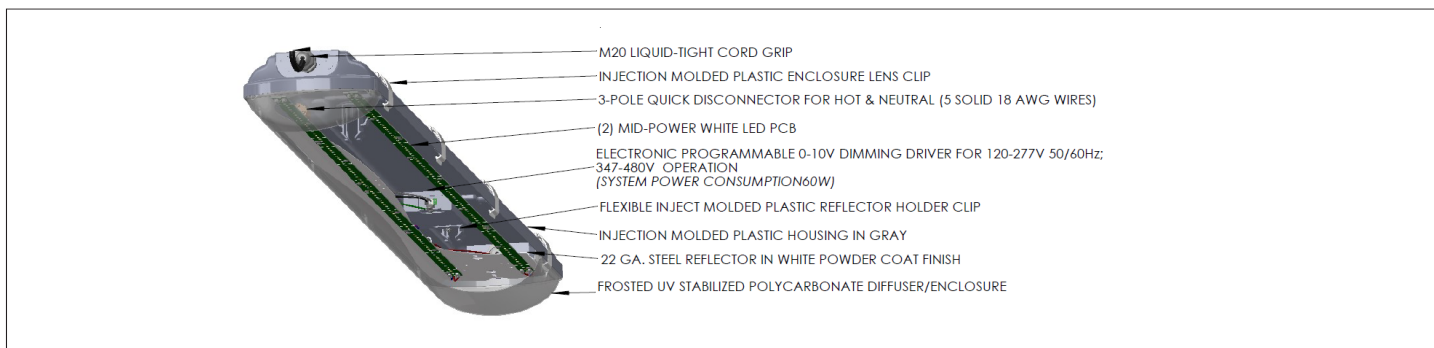 M20 LIQUID-TIGHT CORD GRIP
INJECTION MOLDED PLASTIC ENCLOSURE LENS CLIP
3-POLE QUICK DISCONNECTOR FOR HOT & NEUTRAL (5 SOLID 18 AWG WIRES)
(2) MID-POWER WHITE LED PCB
ELECTRONIC PROGRAMMABLE 0-10V DIMMING DRIVER FOR 120-277V 50/60Hz;
347-480V OPERATION
(SYSTEM POWER CONSUMPTION60W)
FLEXIBLE INJECT MOLDED PLASTIC REFLECTOR HOLDER CLIP
INJECTION MOLDED PLASTIC HOUSING IN GRAY
22 GA. STEEL REFLECTOR IN WHITE POWDER COAT FINISH
FROSTED UV STABILIZED POLYCARBONATE DIFFUSER/ENCLOSURE